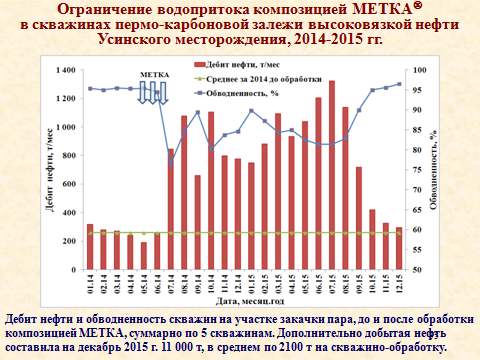 Ограничение водопритока композицией МЕТКА®
в скважинах пермо-карбоновой залежи высоковязкой нефти
Усинского месторождения, 2014-2015 гг.
Дебит нефти, т/мес
Среднее за 2014 до обработки
Обводненность, %
МЕТКА
Дебит нефти, т/мес
1 400
1 200
1 000
800
600
400
200
0
Обводненность, %
100
95
90
85
80
75
70
65
60
55
50
01.14 02.14 03.14 04.14 05.14 06.14 07.14 08.14 09.14 10.14 11.14 12.14 01.15 02.15 03.15 04.15 05.15 06.15 07.15 08.15 09.15 10.15 11.15 12.15
Дата, месяц.год
Дебит нефти и обводненность скважин на участке закачки пара, до и после обработки
композицией МЕТКА, суммарно по 5 скважинам. Дополнительно добытая нефть
составила на декабрь 2015 г. 11 000 т, в среднем по 2100 т на скважино-обработку.